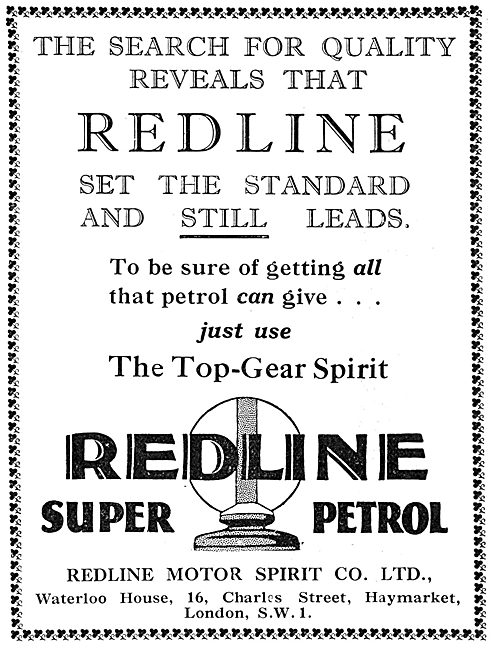 THE SEARCH FOR QUALITY
REVEALS THAT
REDLINE
SET THE STANDARD
AND STILL LEADS.
To be sure of getting all
that petrol can give . . .
just use
The Top-Gear Spirit
REDLINE
SUPER PETROL
REDLINE MOTOR SPIRIT CO. LTD.,
Waterloo House, 16, Charles Street, Haymarket,
London, S.W. 1.